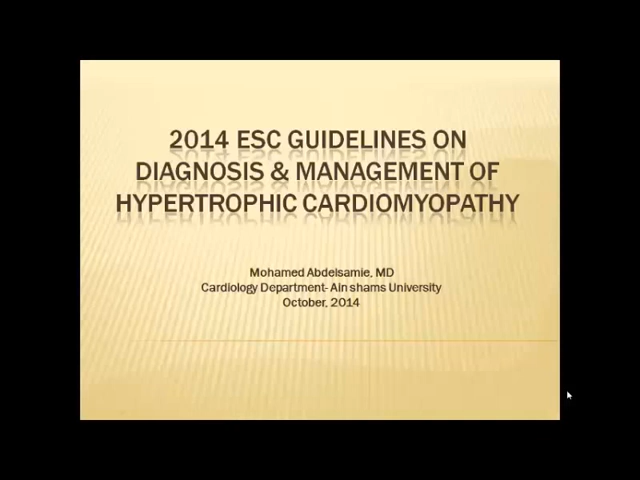 2014 ESC GUIDELINES ON
DIAGNOSIS & MANAGEMENT OF
HYPERTROPHIC CARDIOMYOPATHY
Mohamed Abdelsamie, MD
Cardiology Department- Ain shams University
October, 2014